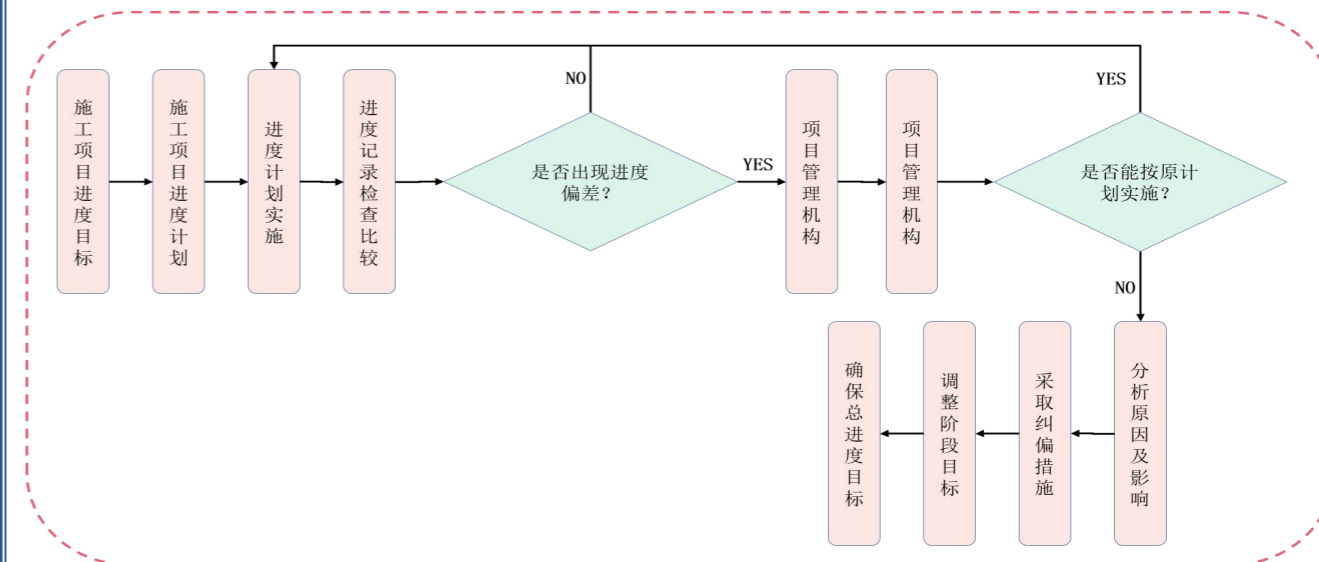 施工项目进度目标
施工项目进度计划
进度计划实施
进度记录检查比较
NO
是否出现进度
偏差？
YES
项目管理机构
项目管理机构
YES
是否能按原计
划实施？
NO
分析原因及影响
采取纠偏措施
调整阶段目标
确保总进度目标